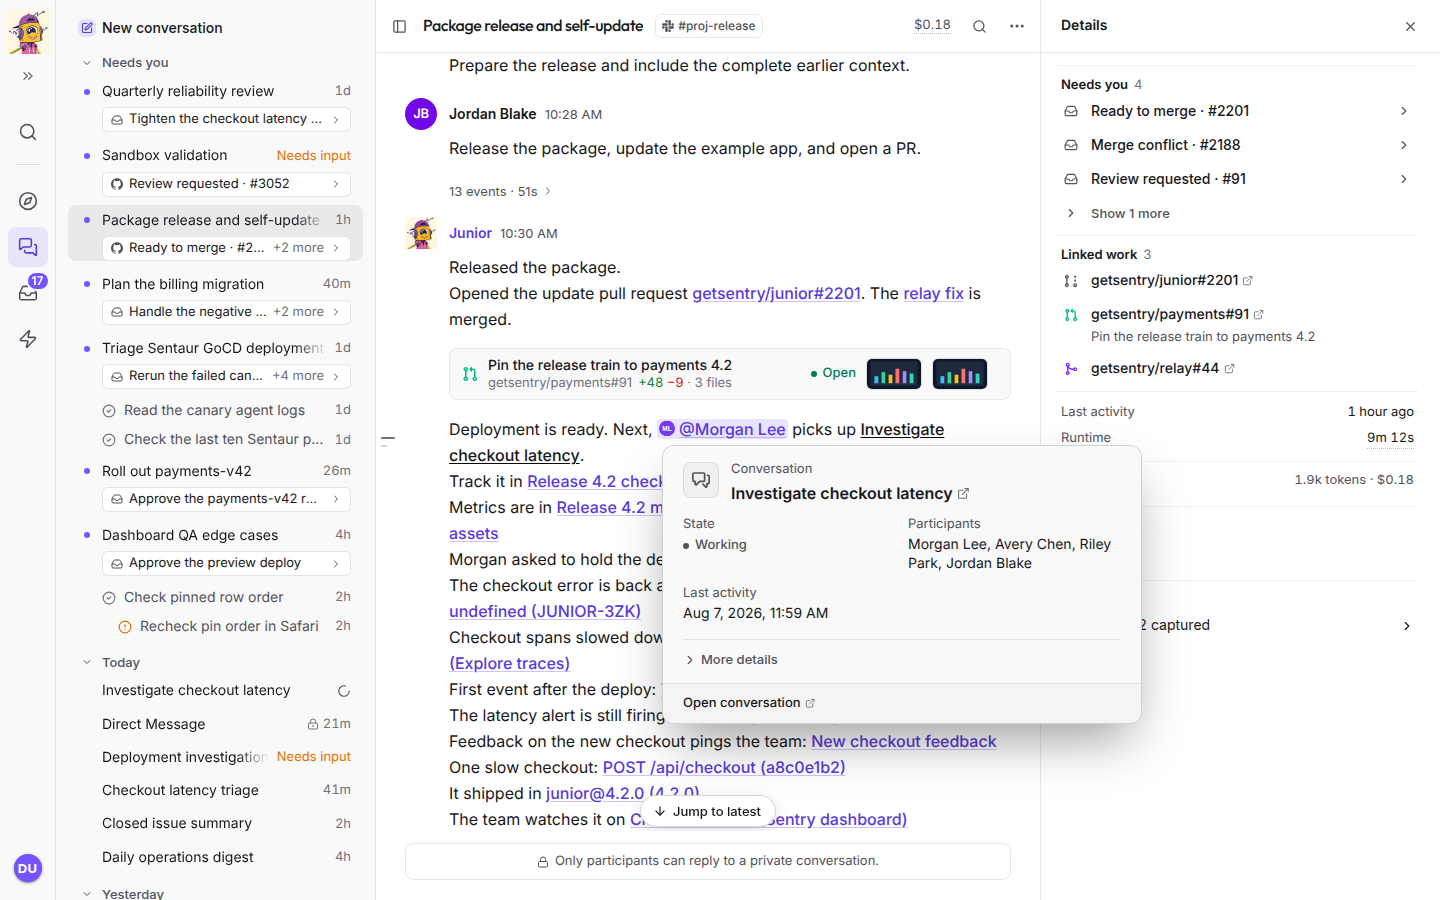 New conversation
Needs you
Quarterly reliability review 1d
Tighten the checkout latency ...
Sandbox validation Needs input
Review requested · #3052
Package release and self-update 1h
Ready to merge · #2... +2 more
Plan the billing migration 40m
Handle the negative ... +2 more
Triage Sentaur GoCD deployment 1d
Rerun the failed can... +4 more
Read the canary agent logs 1d
Check the last ten Sentaur p... 1d
Roll out payments-v42 26m
Approve the payments-v42 r...
Dashboard QA edge cases 4h
Approve the preview deploy
Check pinned row order 2h
Recheck pin order in Safari 2h
Today
Investigate checkout latency
Direct Message 21m
Deployment investigation Needs input
Checkout latency triage 41m
Closed issue summary 2h
Daily operations digest 4h
Yesterday
17
DU
Package release and self-update #proj-release $0.18
Prepare the release and include the complete earlier context.
JB Jordan Blake 10:28 AM
Release the package, update the example app, and open a PR.
13 events · 51s
Junior 10:30 AM
Released the package.
Opened the update pull request getsentry/junior#2201. The relay fix is
merged.
Pin the release train to payments 4.2
getsentry/payments#91 +48 −9 · 3 files
Open
Deployment is ready. Next, ML @Morgan Lee picks up Investigate
checkout latency.
Track it in Release 4.2 check
Metrics are in Release 4.2 m
assets
Morgan asked to hold the de
The checkout error is back a
undefined (JUNIOR-3ZK)
Checkout spans slowed dow
(Explore traces)
First event after the deploy:
The latency alert is still firing
Feedback on the new checkout pings the team: New checkout feedback
One slow checkout: POST /api/checkout (a8c0e1b2)
It shipped in junior@4.2.0 (4.2.0)
The team watches it on C entry dashboard)
Jump to latest
Only participants can reply to a private conversation.
Conversation
Investigate checkout latency
State
Working
Participants
Morgan Lee, Avery Chen, Riley
Park, Jordan Blake
Last activity
Aug 7, 2026, 11:59 AM
More details
Open conversation
Details
Needs you 4
Ready to merge · #2201
Merge conflict · #2188
Review requested · #91
Show 1 more
Linked work 3
getsentry/junior#2201
getsentry/payments#91
Pin the release train to payments 4.2
getsentry/relay#44
Last activity 1 hour ago
Runtime 9m 12s
1.9k tokens · $0.18
2 captured